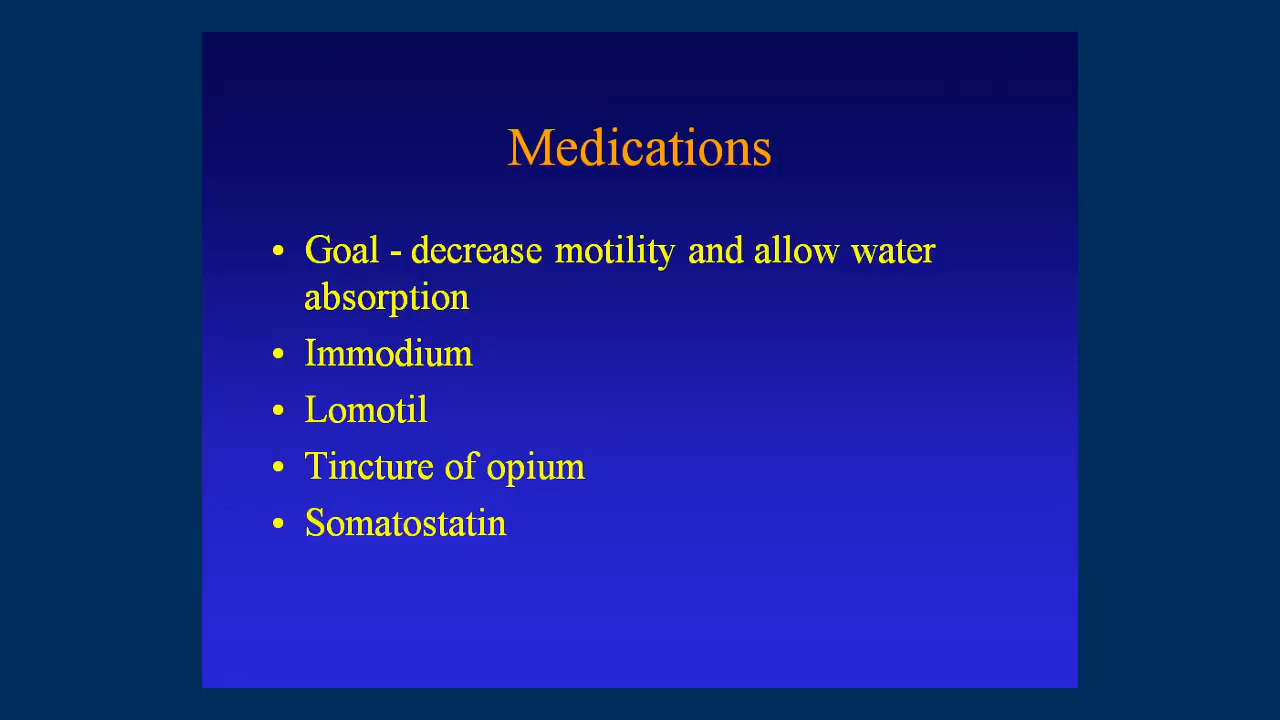 Medications
• Goal - decrease motility and allow water
absorption
• Immodium
• Lomotil
• Tincture of opium
• Somatostatin